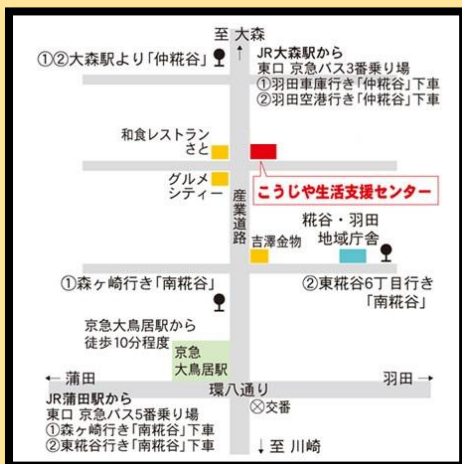 至 大森
①②大森駅より「仲糀谷」
JR大森駅から
東口 京急バス3番乗り場
①羽田車庫行き「仲糀谷」下車
②羽田空港行き「仲糀谷」下車
和食レストラン
さと
グルメ
シティー
こうじや生活支援センター
産業道路
吉澤金物
糀谷・羽田
地域庁舎
①森ヶ崎行き「南糀谷」
②東糀谷6丁目行き
「南糀谷」
京急大鳥居駅から
徒歩10分程度
京急
大鳥居駅
←蒲田
環八通り
羽田→
JR蒲田駅から
東口 京急バス5番乗り場
①森ヶ崎行き「南糀谷」下車
②東糀谷行き「南糀谷」下車
交番
↓至 川崎